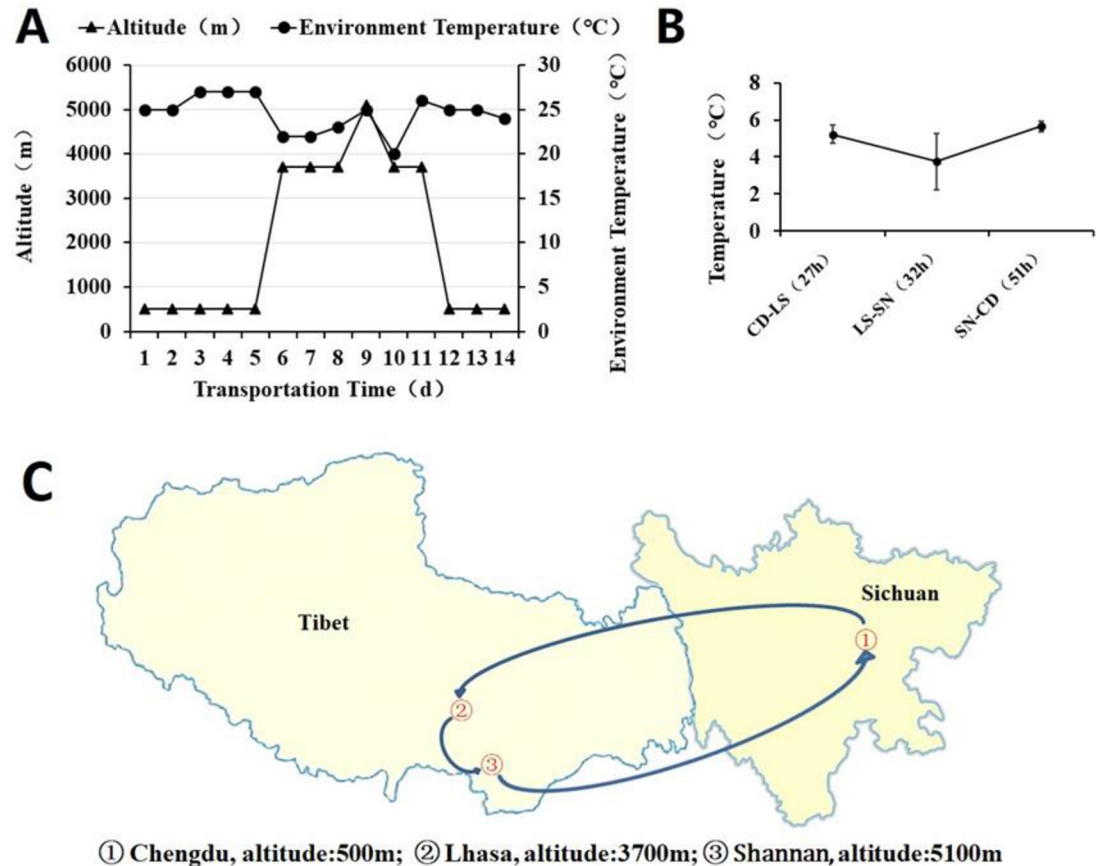 A
Altitude（m） Environment Temperature（°C）
6000
5000
4000
3000
2000
1000
0
Altitude（m）
30
25
20
15
10
5
0
Environment Temperature（°C）
1 2 3 4 5 6 7 8 9 10 11 12 13 14
Transportation Time（d）
B
8
6
4
2
0
Temperature（°C）
CD-LS（27h）
LS-SN（32h）
SN-CD（51h）
C
Tibet
Sichuan
①
②
③
① Chengdu, altitude:500m; ② Lhasa, altitude:3700m; ③ Shannan, altitude:5100m